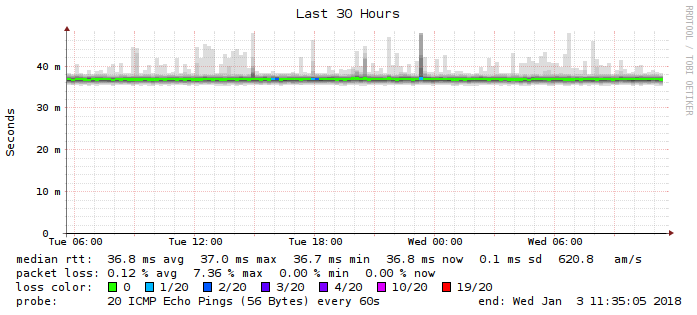 Last 30 Hours
RRDTOOL / TOBI OETIKER
Seconds
40 m
30 m
20 m
10 m
0
Tue 06:00 Tue 12:00 Tue 18:00 Wed 00:00 Wed 06:00
median rtt: 36.8 ms avg 37.0 ms max 36.7 ms min 36.8 ms now 0.1 ms sd 620.8 am/s
packet loss: 0.12 % avg 7.36 % max 0.00 % min 0.00 % now
loss color: 0 1/20 2/20 3/20 4/20 10/20 19/20
probe: 20 ICMP Echo Pings (56 Bytes) every 60s end: Wed Jan 3 11:35:05 2018